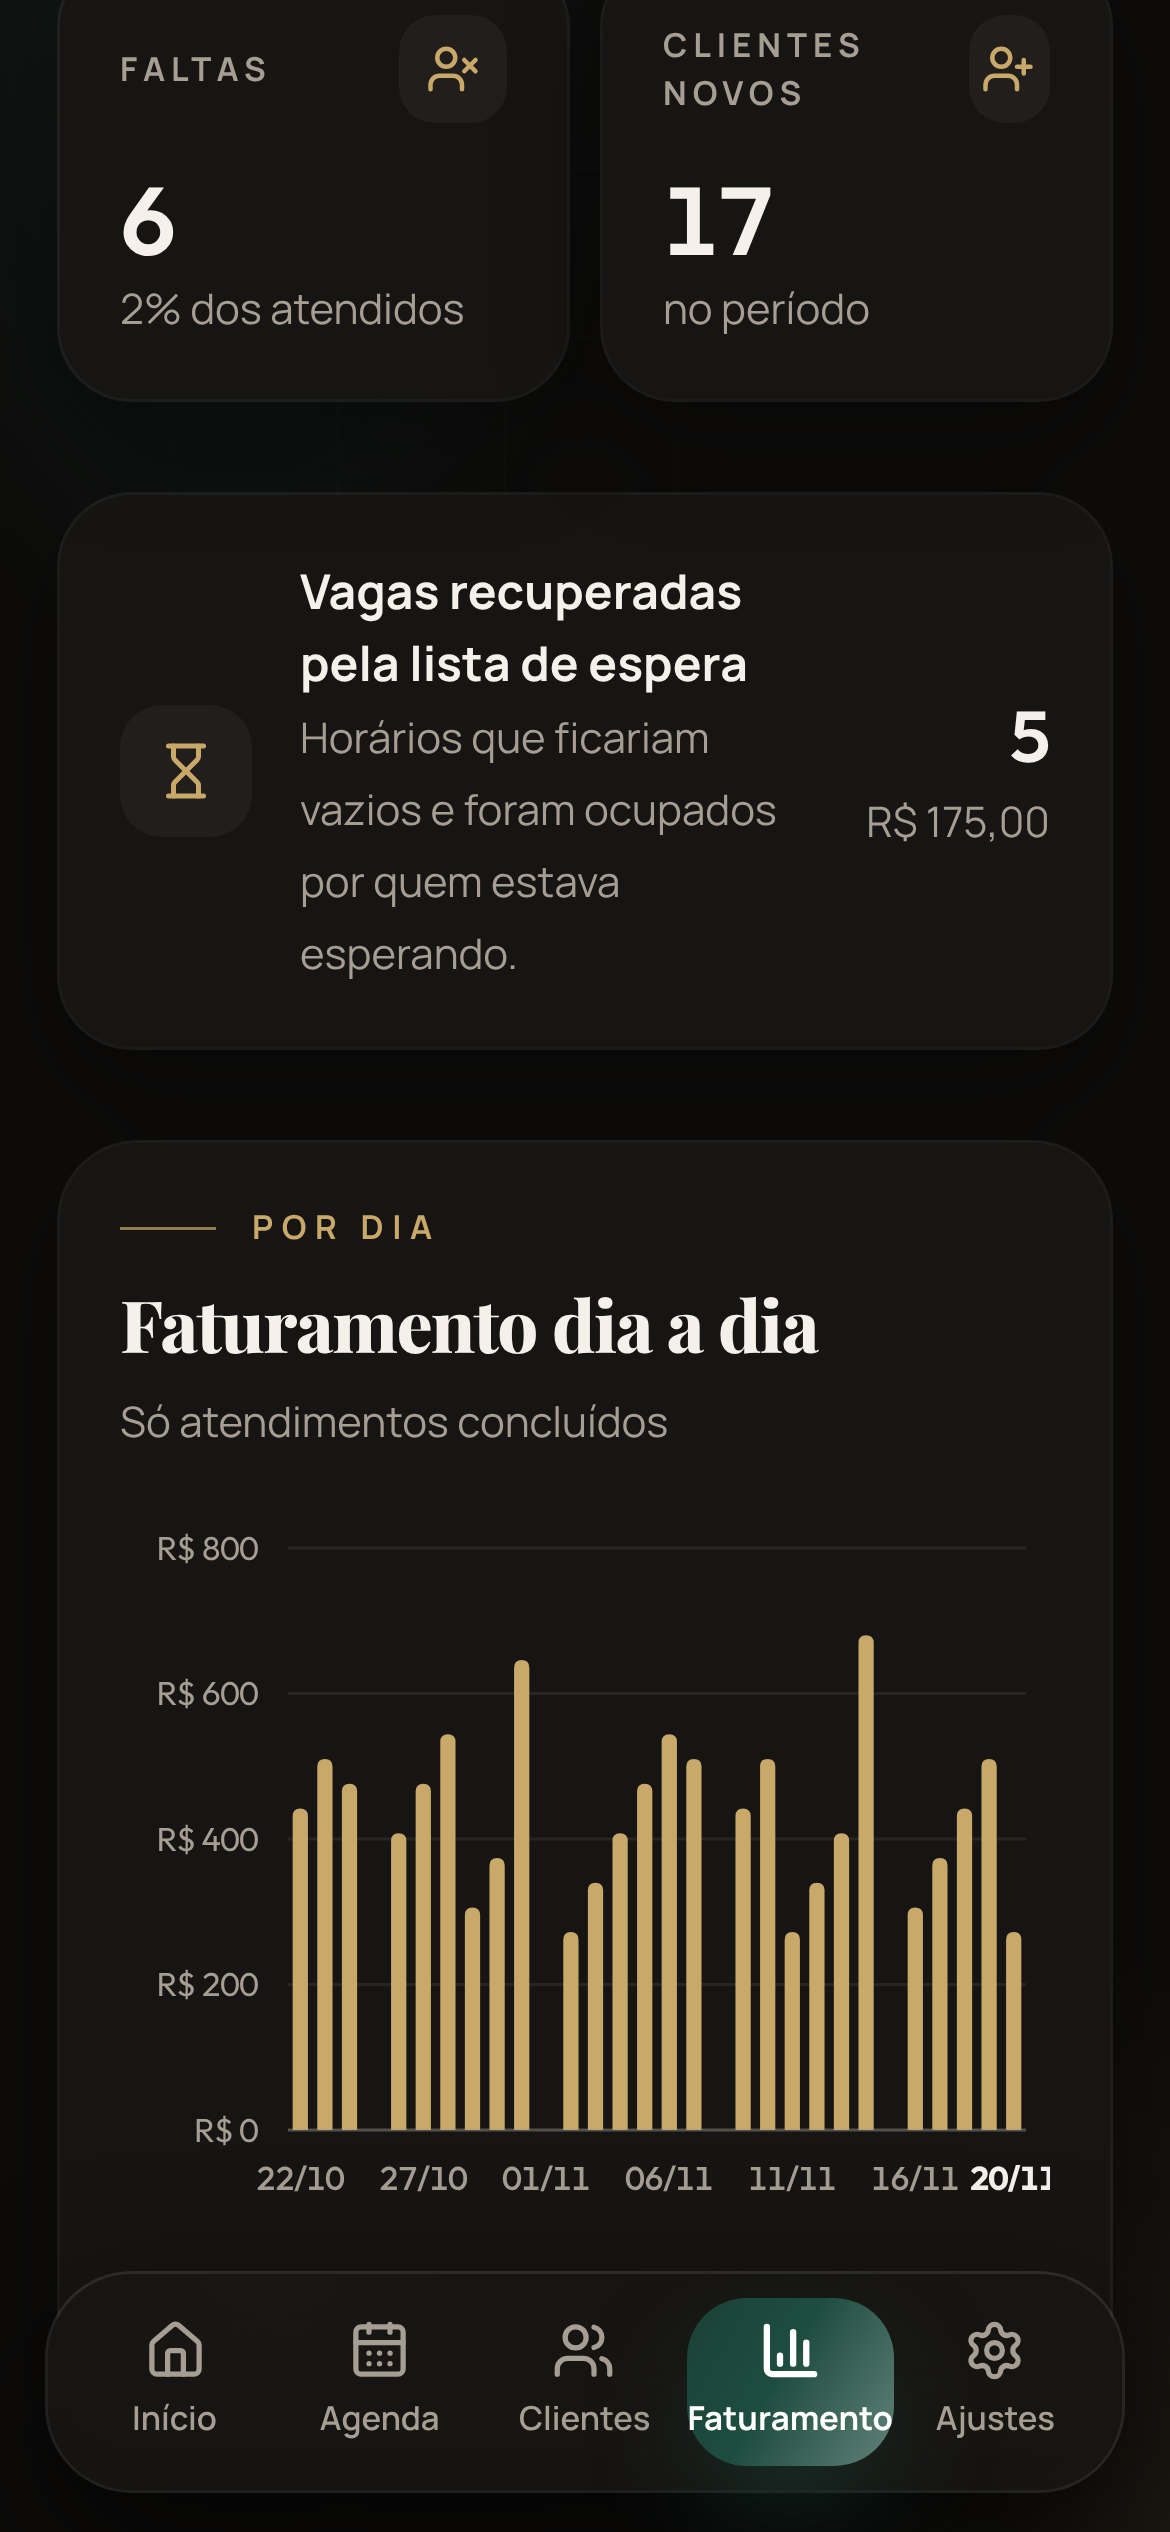 FALTAS
CLIENTES
NOVOS
6
17
2% dos atendidos
no período
Vagas recuperadas
pela lista de espera
Horários que ficariam
vazios e foram ocupados
por quem estava
esperando.
5
R$ 175,00
POR DIA
Faturamento dia a dia
Só atendimentos concluídos
R$ 800
R$ 600
R$ 400
R$ 200
R$ 0
22/10 27/10 01/11 06/11 11/11 16/11 20/11
Início Agenda Clientes Faturamento Ajustes